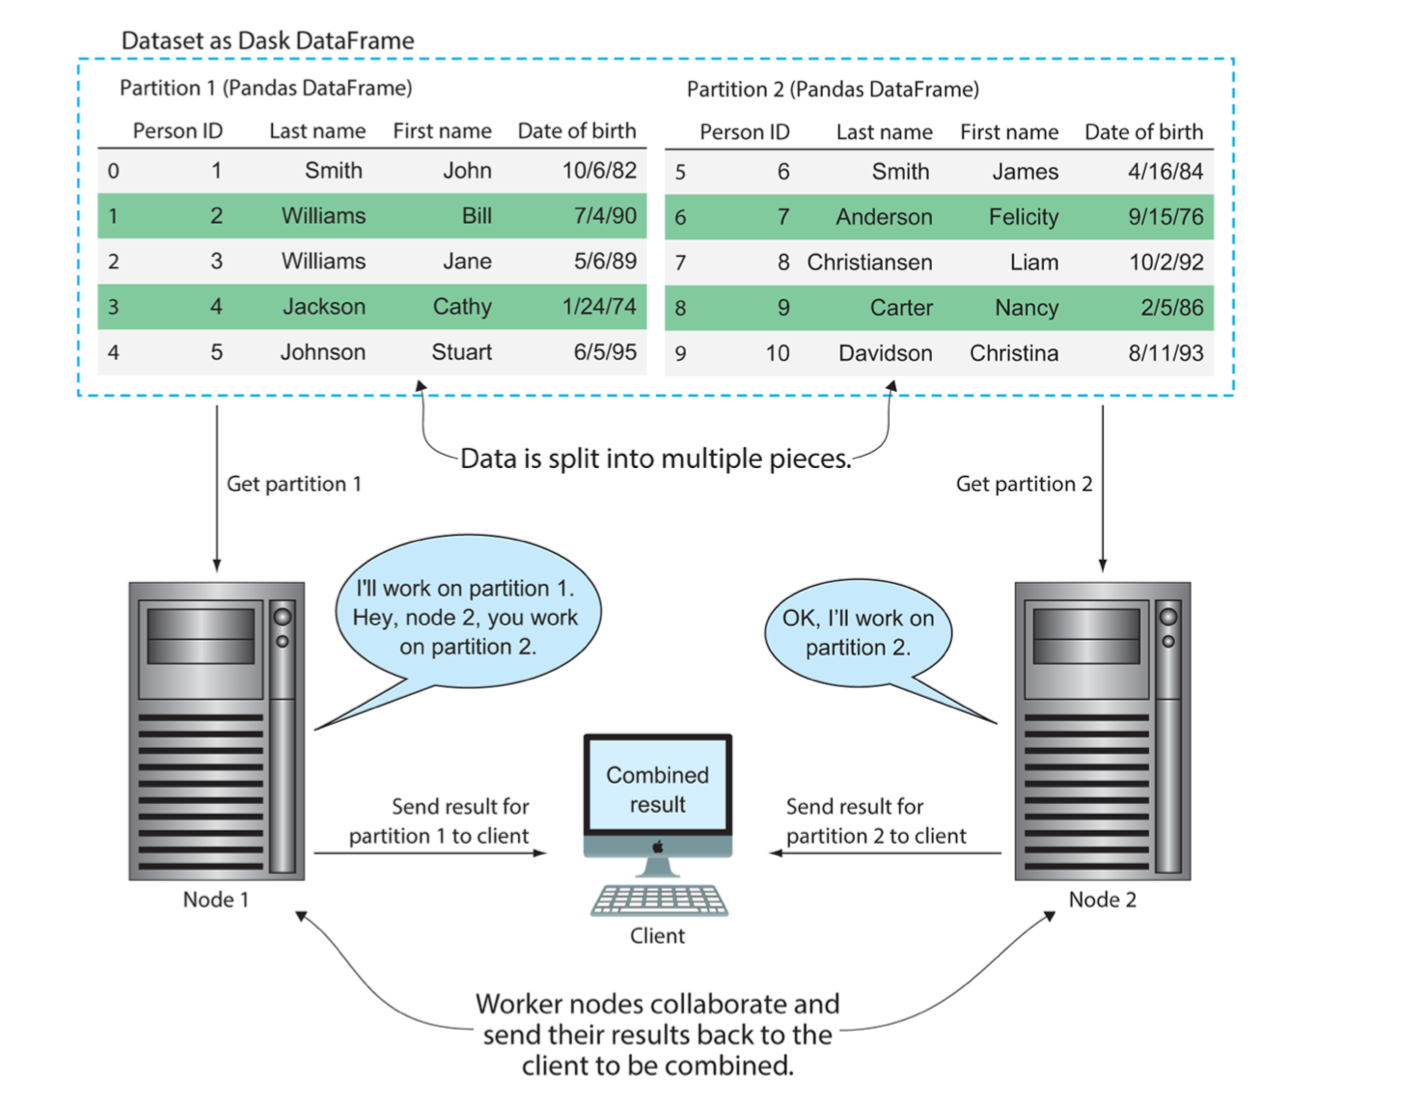 Dataset as Dask DataFrame
Partition 1 (Pandas DataFrame)
Person ID Last name First name Date of birth
0 1 Smith John 10/6/82
1 2 Williams Bill 7/4/90
2 3 Williams Jane 5/6/89
3 4 Jackson Cathy 1/24/74
4 5 Johnson Stuart 6/5/95
Partition 2 (Pandas DataFrame)
Person ID Last name First name Date of birth
5 6 Smith James 4/16/84
6 7 Anderson Felicity 9/15/76
7 8 Christiansen Liam 10/2/92
8 9 Carter Nancy 2/5/86
9 10 Davidson Christina 8/11/93
Data is split into multiple pieces.
Get partition 1
Get partition 2
I'll work on partition 1.
Hey, node 2, you work
on partition 2.
OK, I'll work on
partition 2.
Combined
result
Send result for
partition 1 to client
Send result for
partition 2 to client
Node 1
Client
Node 2
Worker nodes collaborate and
send their results back to the
client to be combined.